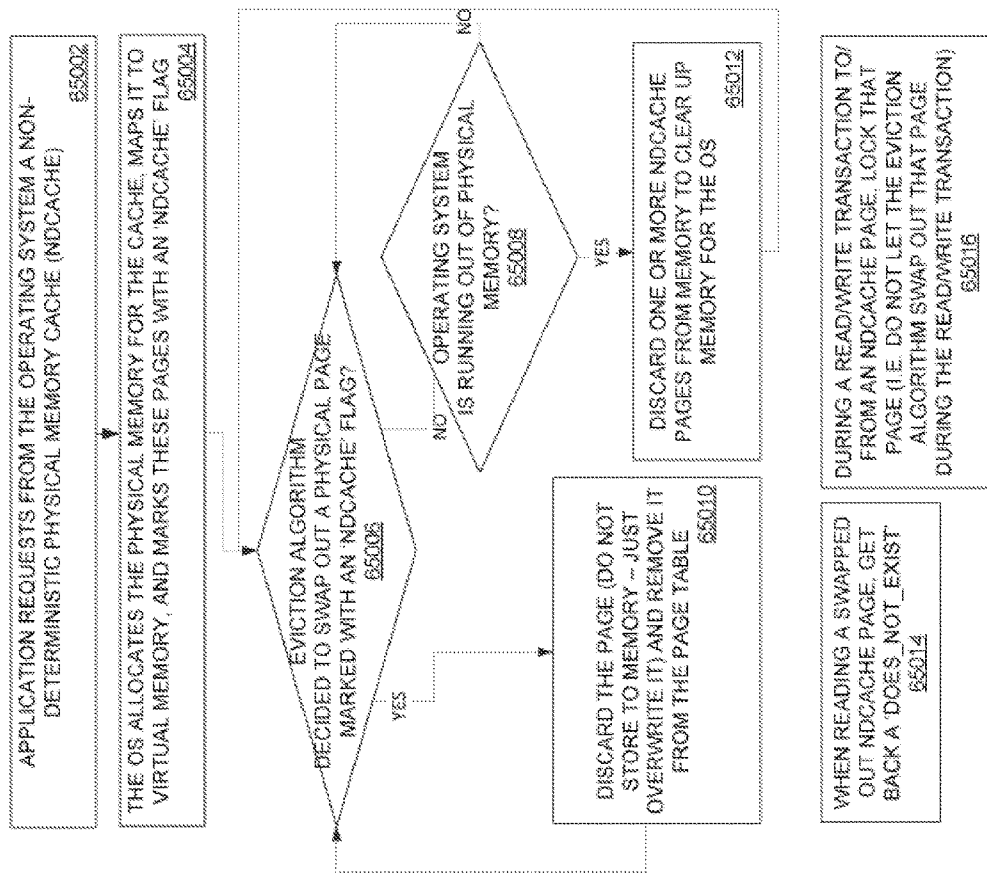 APPLICATION REQUESTS FROM THE OPERATING SYSTEM A NON-
DETERMINISTIC PHYSICAL MEMORY CACHE (NDCACHE)
65002
THE OS ALLOCATES THE PHYSICAL MEMORY FOR THE CACHE, MAPS IT TO
VIRTUAL MEMORY, AND MARKS THESE PAGES WITH AN 'NDCACHE' FLAG
65004
EVICTION ALGORITHM
DECIDED TO SWAP OUT A PHYSICAL PAGE
MARKED WITH AN 'NDCACHE' FLAG?
65006
NO
YES
OPERATING SYSTEM
IS RUNNING OUT OF PHYSICAL
MEMORY?
65008
NO
YES
DISCARD THE PAGE (DO NOT
STORE TO MEMORY – JUST
OVERWRITE IT) AND REMOVE IT
FROM THE PAGE TABLE
65010
DISCARD ONE OR MORE NDCACHE
PAGES FROM MEMORY TO CLEAR UP
MEMORY FOR THE OS
65012
WHEN READING A SWAPPED
OUT NDCACHE PAGE, GET
BACK A 'DOES_NOT_EXIST'
65014
DURING A READ/WRITE TRANSACTION TO/
FROM AN NDCACHE PAGE, LOCK THAT
PAGE (I.E. DO NOT LET THE EVICTION
ALGORITHM SWAP OUT THAT PAGE
DURING THE READ/WRITE TRANSACTION)
65016